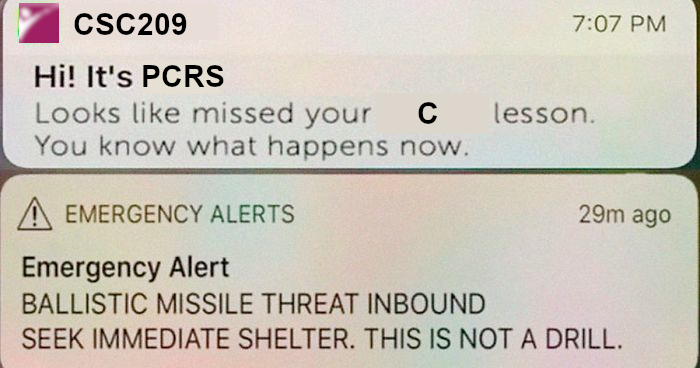 CSC209
7:07 PM
Hi! It's PCRS
Looks like missed your C lesson.
You know what happens now.
EMERGENCY ALERTS
29m ago
Emergency Alert
BALLISTIC MISSILE THREAT INBOUND
SEEK IMMEDIATE SHELTER. THIS IS NOT A DRILL.